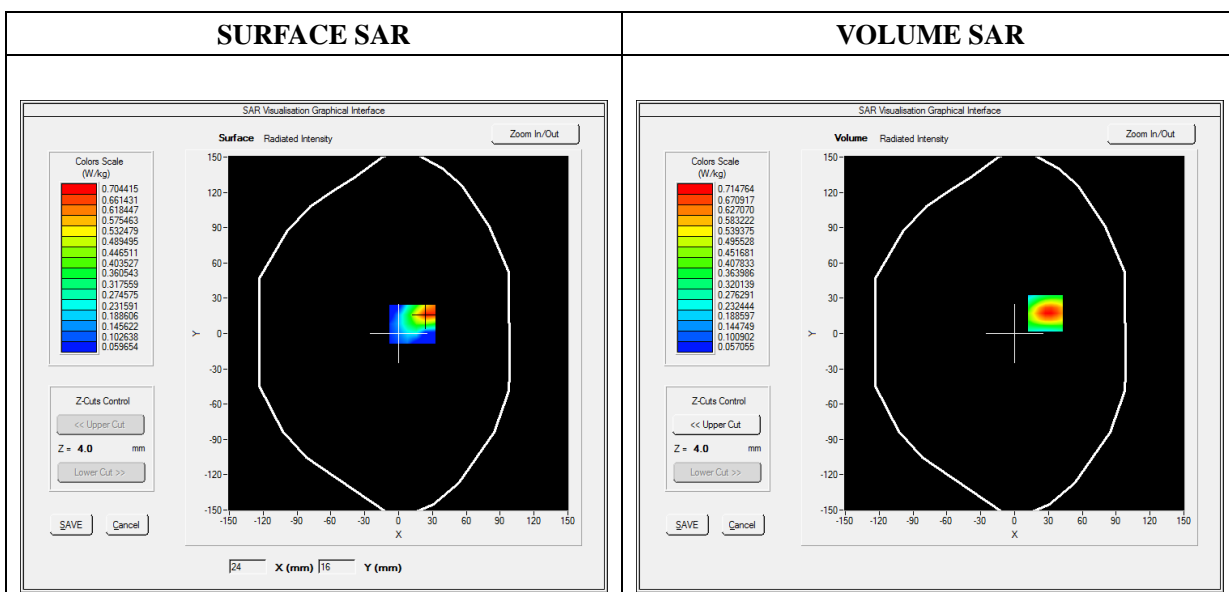 SURFACE SAR
VOLUME SAR
SAR Visualisation Graphical Interface
Surface Radiated Intensity
Zoom In/Out
Colors Scale
(W/kg)
0.704415
0.661431
0.618447
0.575463
0.532479
0.489495
0.446511
0.403527
0.360543
0.317559
0.274575
0.231591
0.188606
0.145622
0.102638
0.059654
Z-Cuts Control
<< Upper Cut
Z = 4.0 mm
Lower Cut >>
SAVE Cancel
150
120
90
60
30
0
-30
-60
-90
-120
-150
Y
-150 -120 -90 -60 -30 0 30 60 90 120 150
X
24 X (mm) 16 Y (mm)
SAR Visualisation Graphical Interface
Volume Radiated Intensity
Zoom In/Out
Colors Scale
(W/kg)
0.714764
0.670917
0.627070
0.583222
0.539375
0.495528
0.451681
0.407833
0.363986
0.320139
0.276291
0.232444
0.188597
0.144749
0.100902
0.057055
Z-Cuts Control
<< Upper Cut
Z = 4.0 mm
Lower Cut >>
SAVE Cancel
150
120
90
60
30
0
-30
-60
-90
-120
-150
Y
-150 -120 -90 -60 -30 0 30 60 90 120 150
X